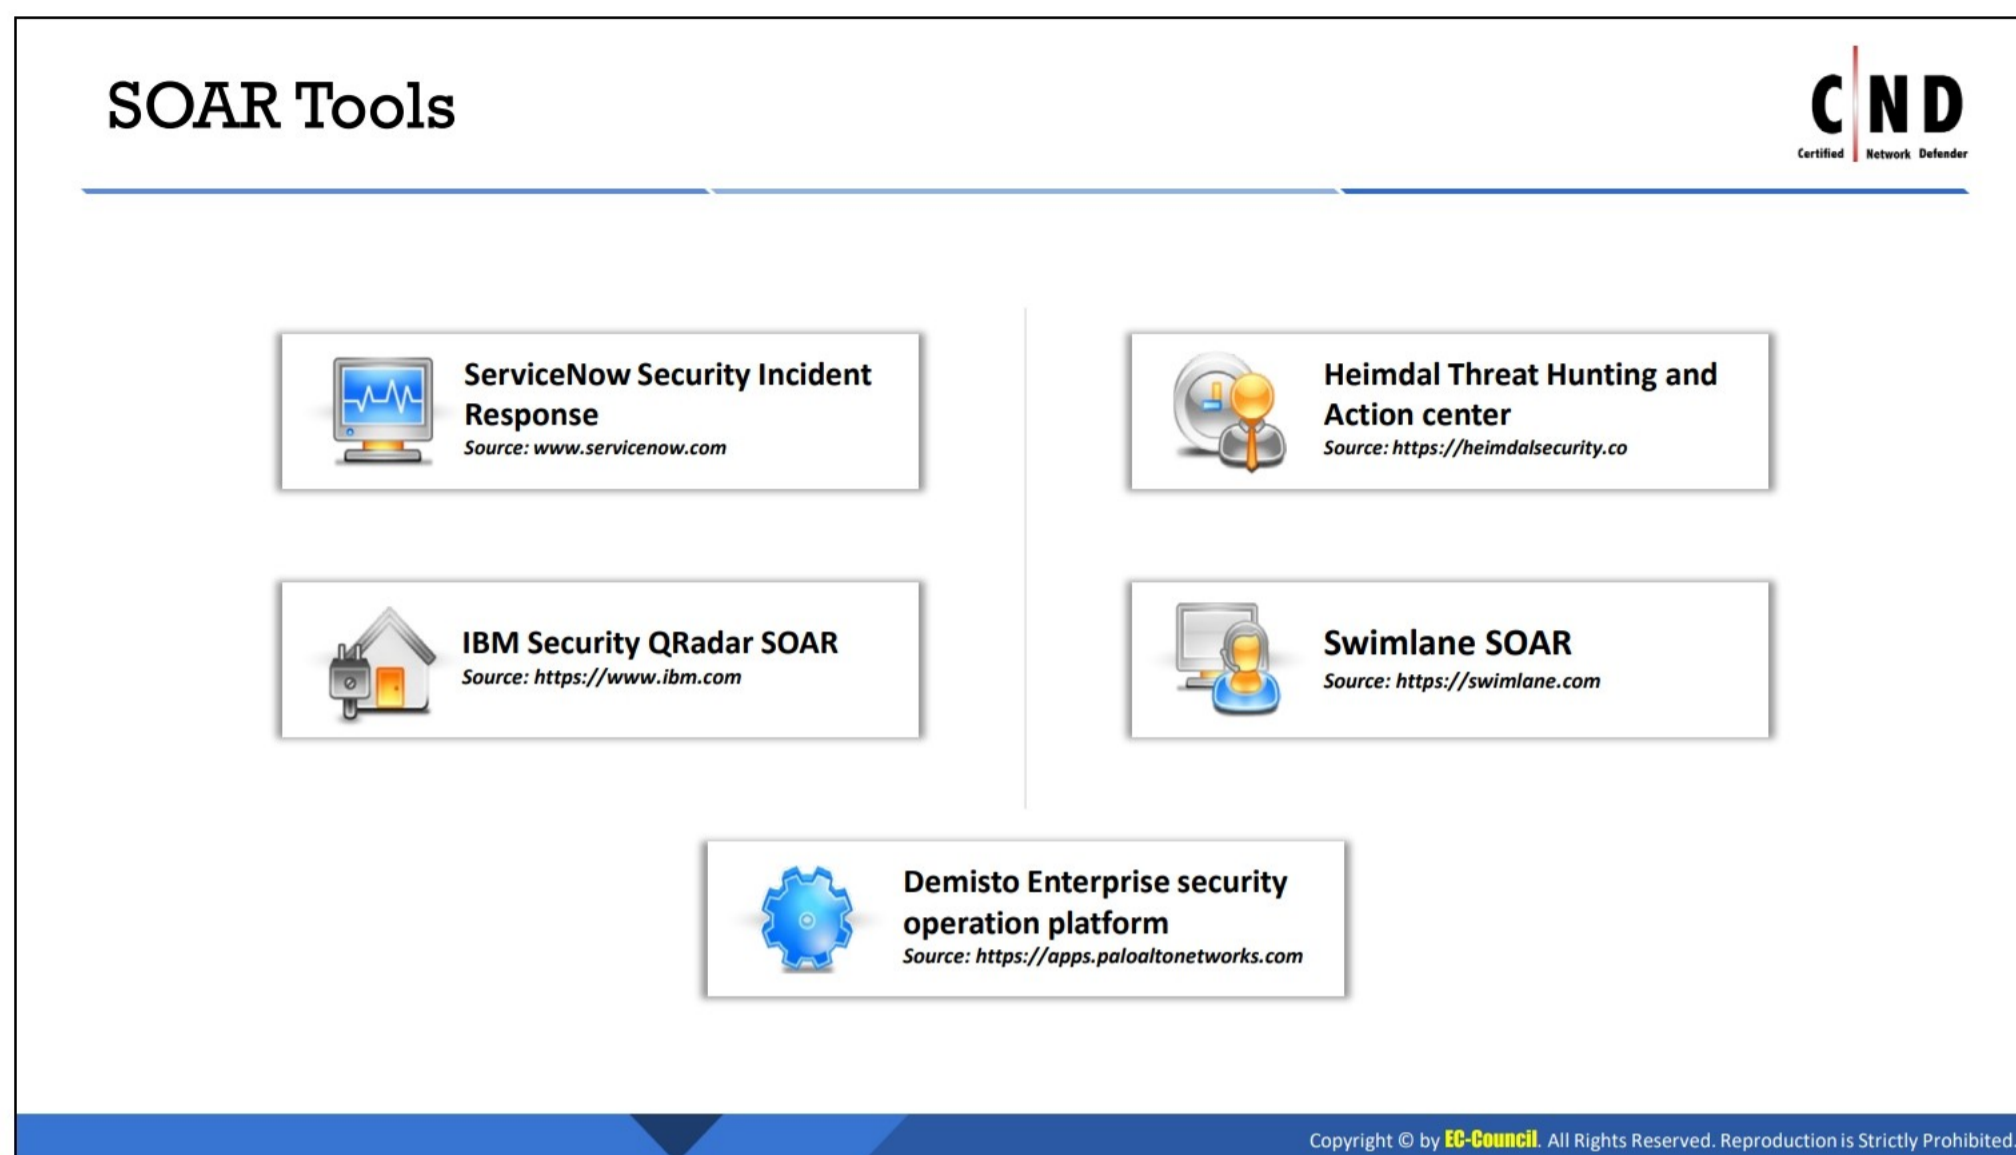 SOAR Tools
C ND
Certified Network Defender
ServiceNow Security Incident
Response
Source: www.servicenow.com
Heimdal Threat Hunting and
Action center
Source: https://heimdalsecurity.co
IBM Security QRadar SOAR
Source: https://www.ibm.com
Swimlane SOAR
Source: https://swimlane.com
Demisto Enterprise security
operation platform
Source: https://apps.paloaltonetworks.com
Copyright © by EC-Council. All Rights Reserved. Reproduction is Strictly Prohibited.